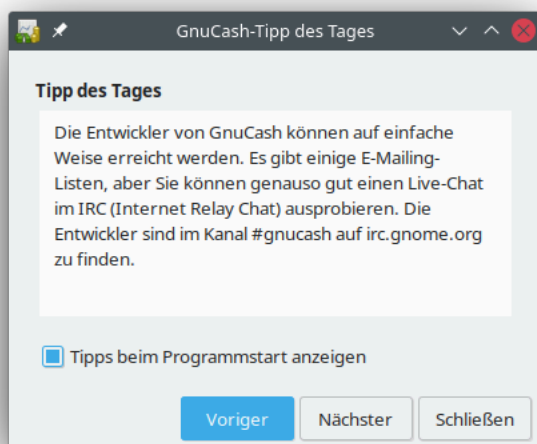 GnuCash-Tipp des Tages
Tipp des Tages
Die Entwickler von GnuCash können auf einfache
Weise erreicht werden. Es gibt einige E-Mailing-
Listen, aber Sie können genauso gut einen Live-Chat
im IRC (Internet Relay Chat) ausprobieren. Die
Entwickler sind im Kanal #gnucash auf irc.gnome.org
zu finden.
Tipps beim Programmstart anzeigen
Voriger Nächster Schließen